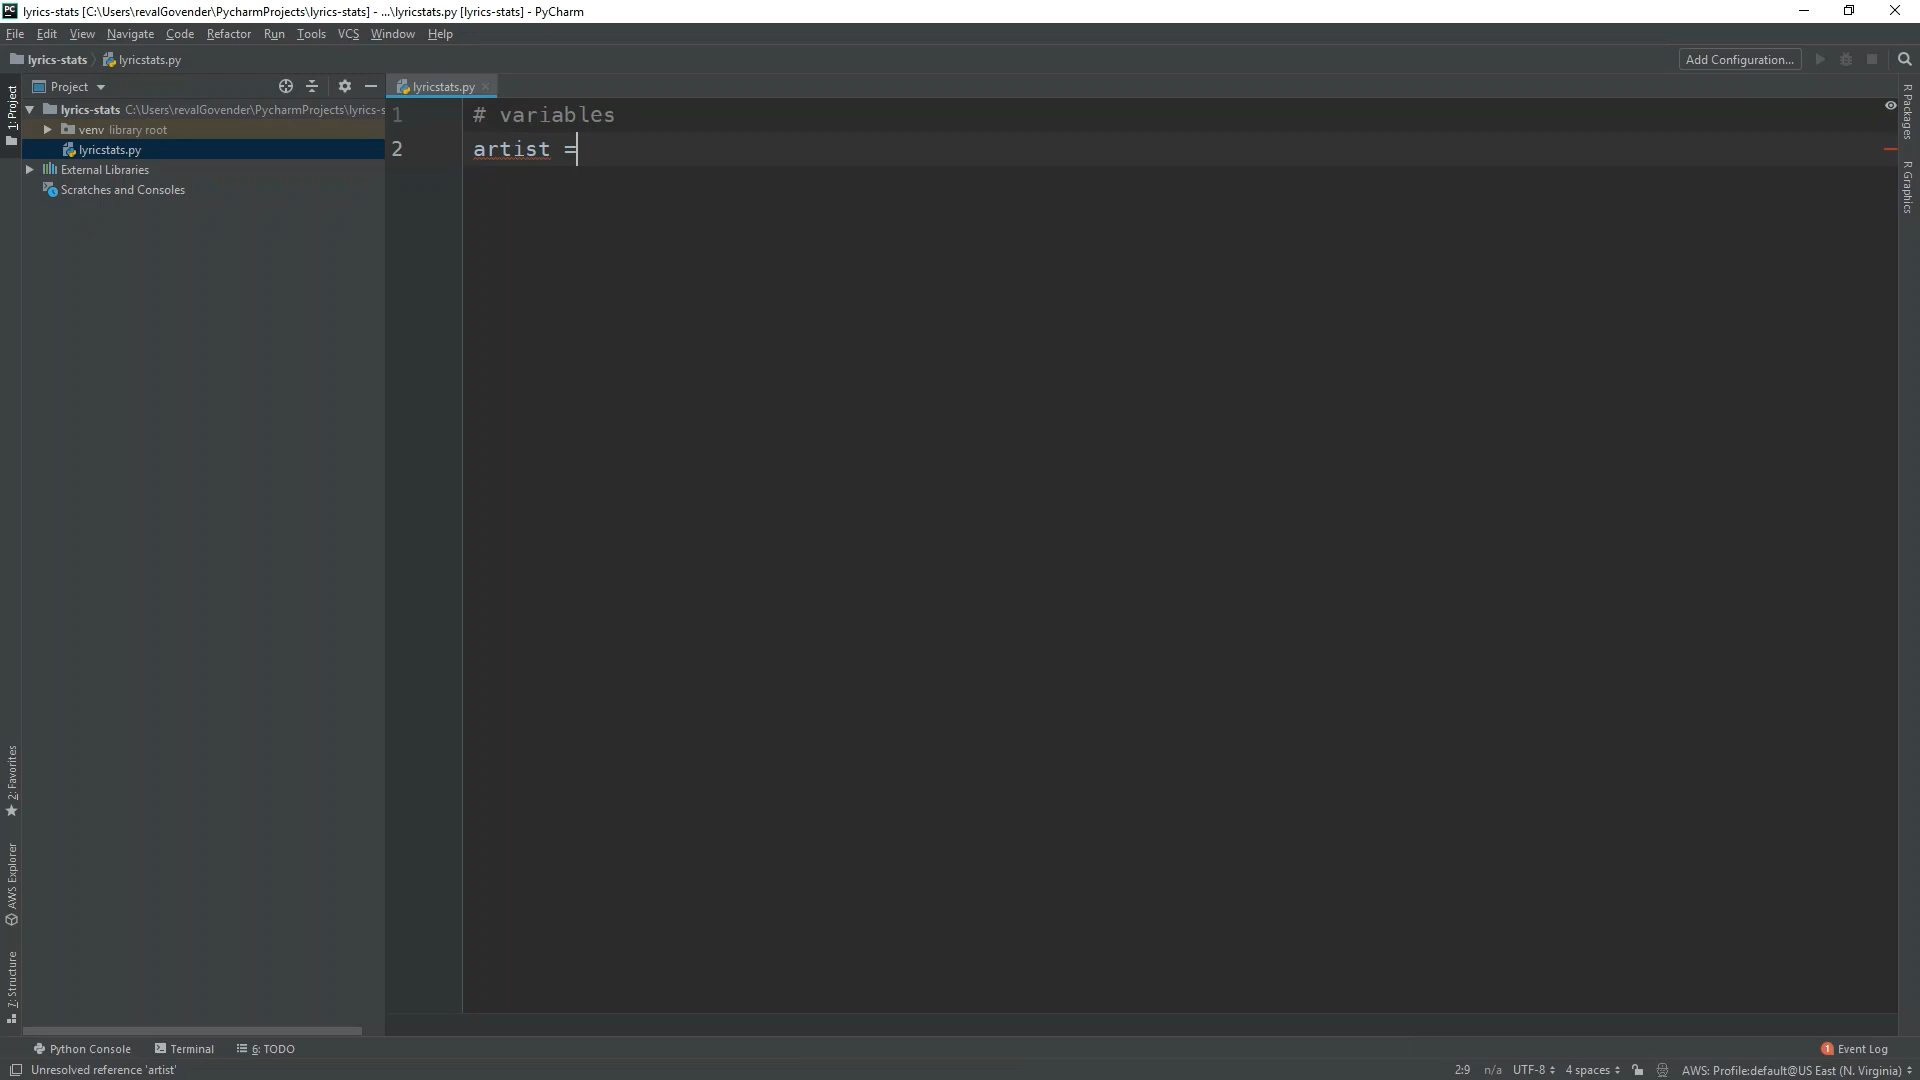 lyrics-stats [C:\Users\revalGovender\PycharmProjects\lyrics-stats] - ...\lyricstats.py [lyrics-stats] - PyCharm
File Edit View Navigate Code Refactor Run Tools VCS Window Help
lyrics-stats lyricstats.py Add Configuration...
Project lyricstats.py
lyrics-stats C:\Users\revalGovender\PycharmProjects\lyrics-s
venv library root
lyricstats.py
External Libraries
Scratches and Consoles
1 # variables
2 artist =
1: Project
2: Favorites
AWS Explorer
7: Structure
R Packages
R Graphics
Python Console Terminal 6: TODO 1 Event Log
Unresolved reference 'artist' 2:9 n/a UTF-8 4 spaces AWS: Profile:default@US East (N. Virginia)